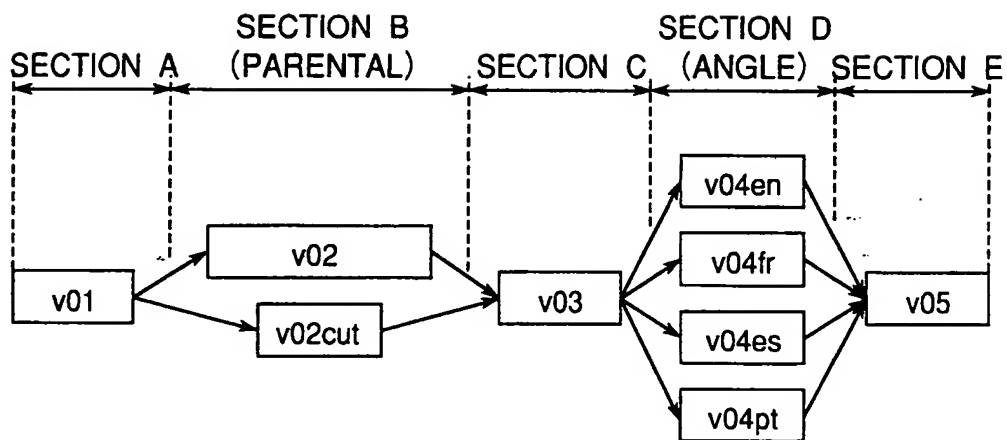 SECTION A
SECTION B
(PARENTAL)
SECTION C
SECTION D
(ANGLE)
SECTION E
v01
v02
v02cut
v03
v04en
v04fr
v04es
v04pt
v05